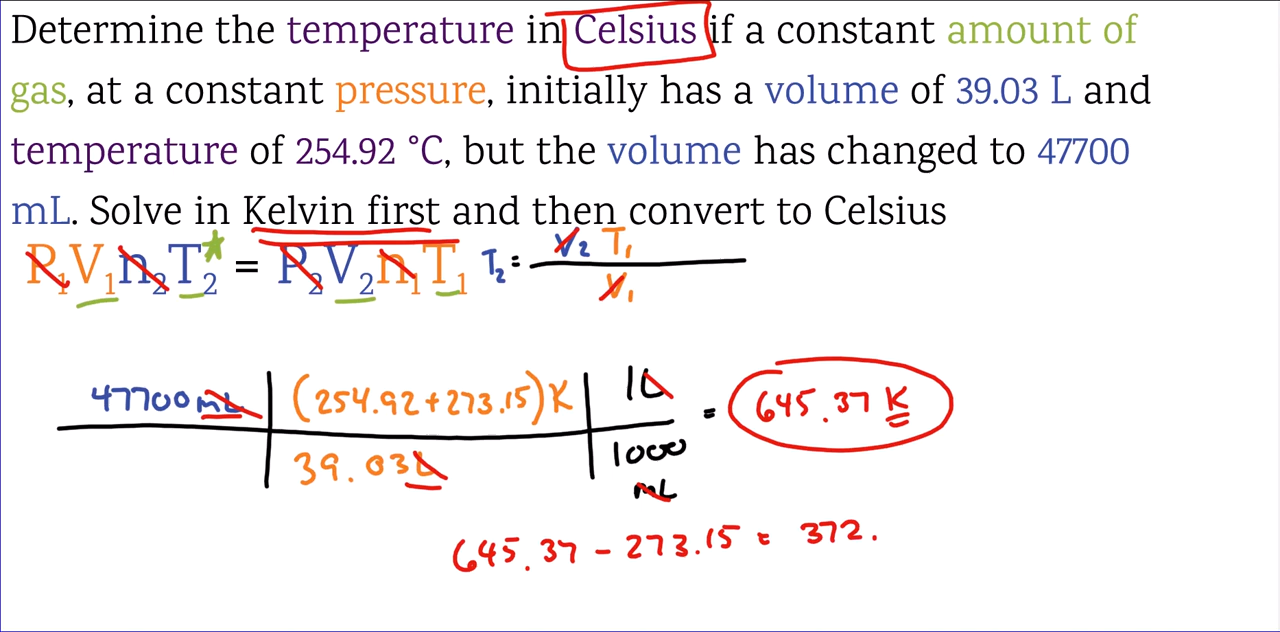 Determine the temperature in Celsius if a constant amount of
gas, at a constant pressure, initially has a volume of 39.03 L and
temperature of 254.92 °C, but the volume has changed to 47700
mL. Solve in Kelvin first and then convert to Celsius
P₁V₁n₂T₂* = P₂V₂n₁T₁ T₂ = V₂ T₁
V₁
47700 mL (254.92 + 273.15) K 1 L = 645.37 K
39.03 L 1000
mL
645.37 - 273.15 = 372.